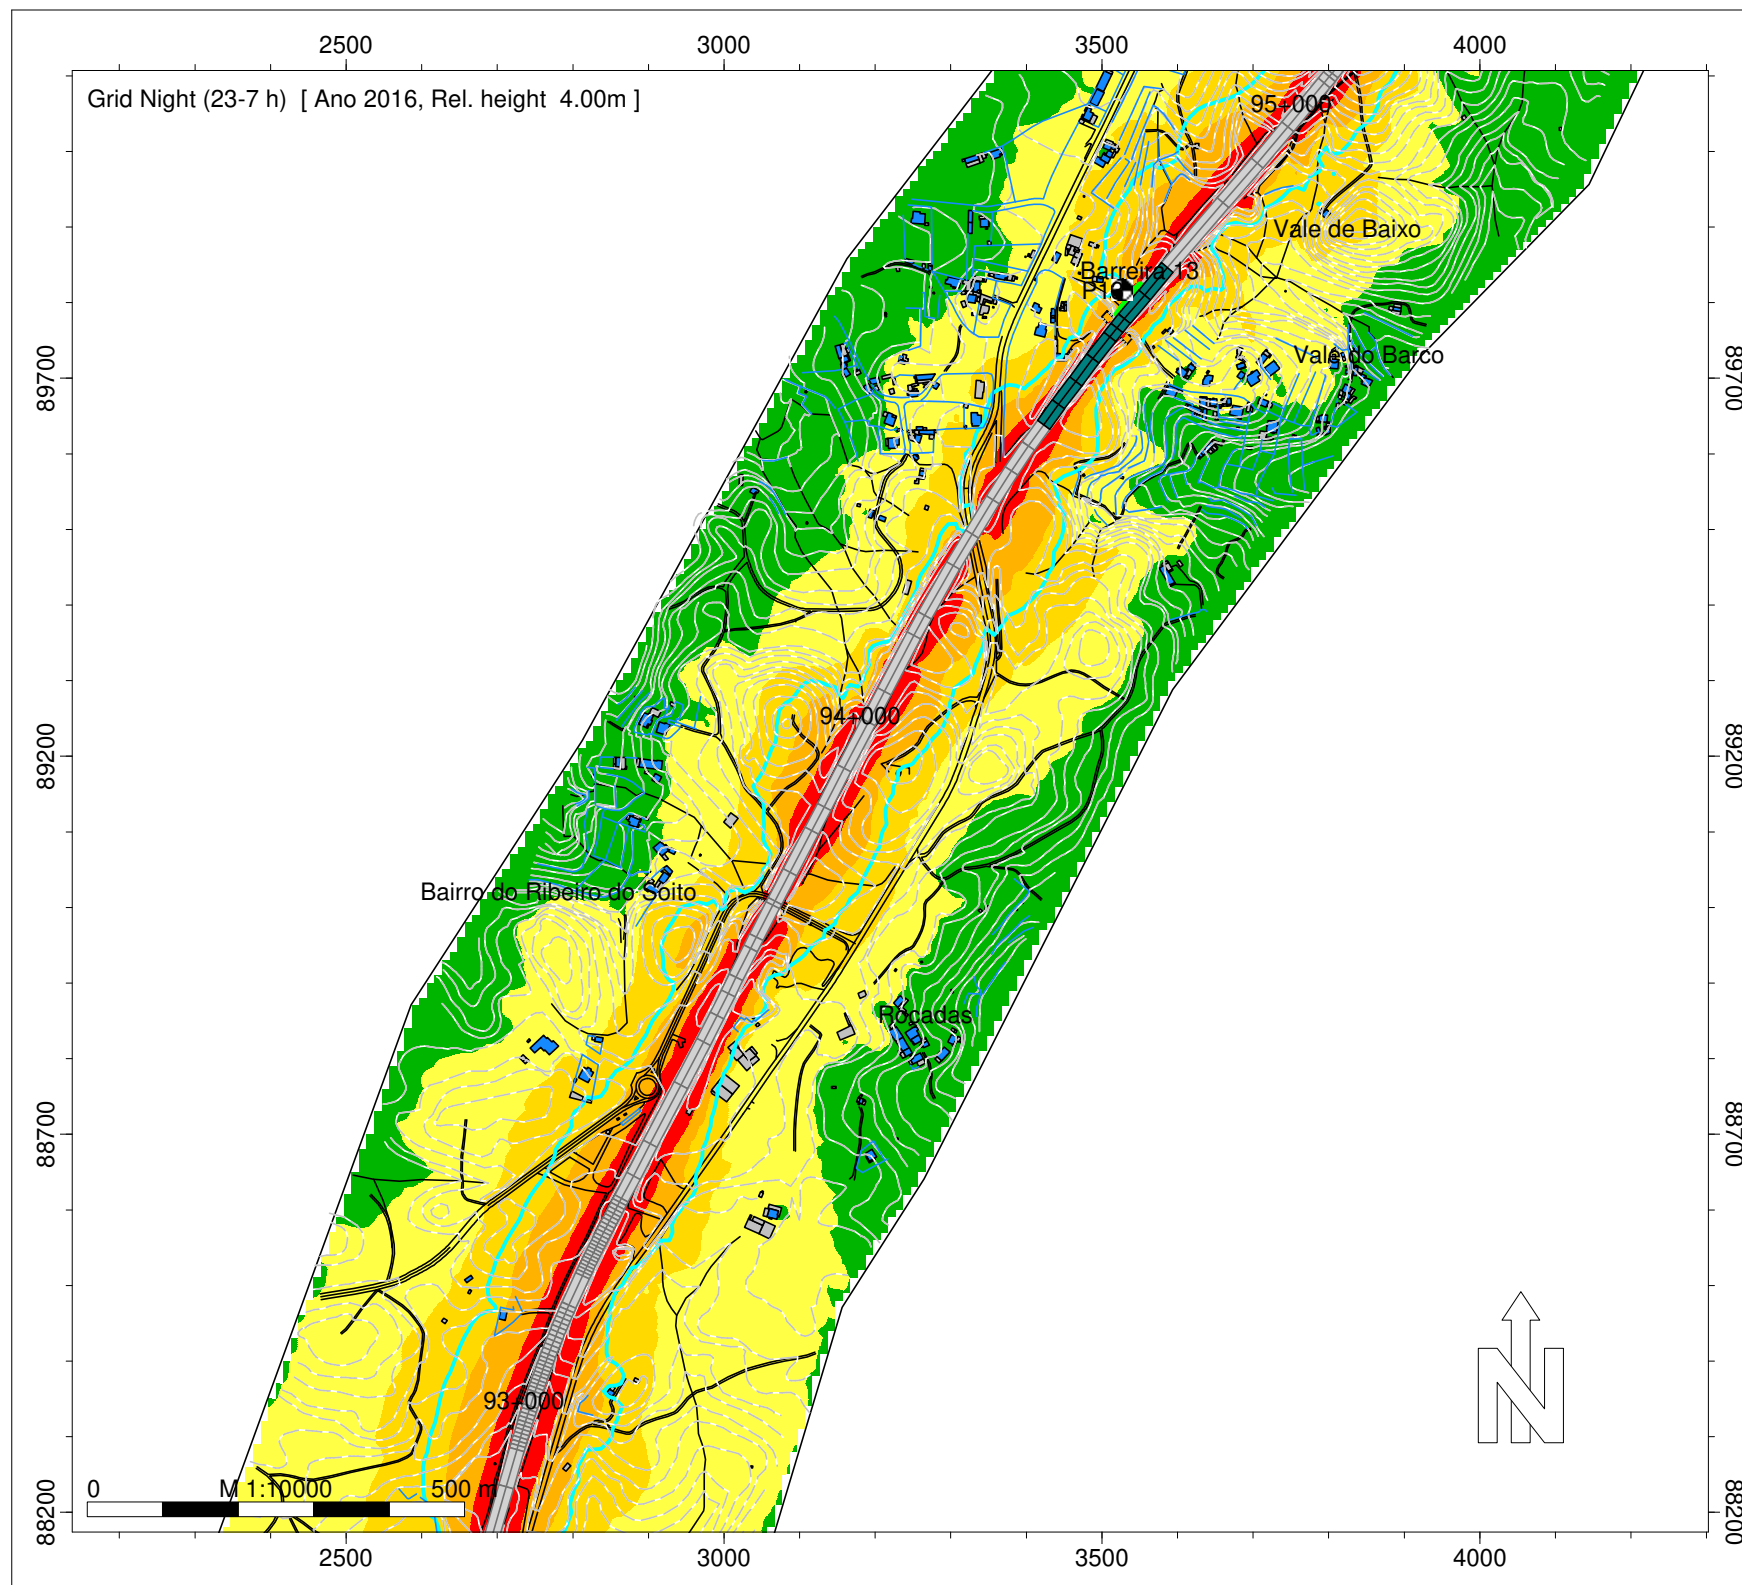 2500 3000 3500 4000
Grid Night (23-7 h) [ Ano 2016, Rel. height 4.00m ]
95+000
Vale de Baixo
Barreira 13
Vale do Barco
89700 89700
94+000
89200 89200
Bairro do Ribeiro do Soito
Roçadas
88700 88700
93+000
N
0 M 1:10000 500 m
88200 88200
2500 3000 3500 4000